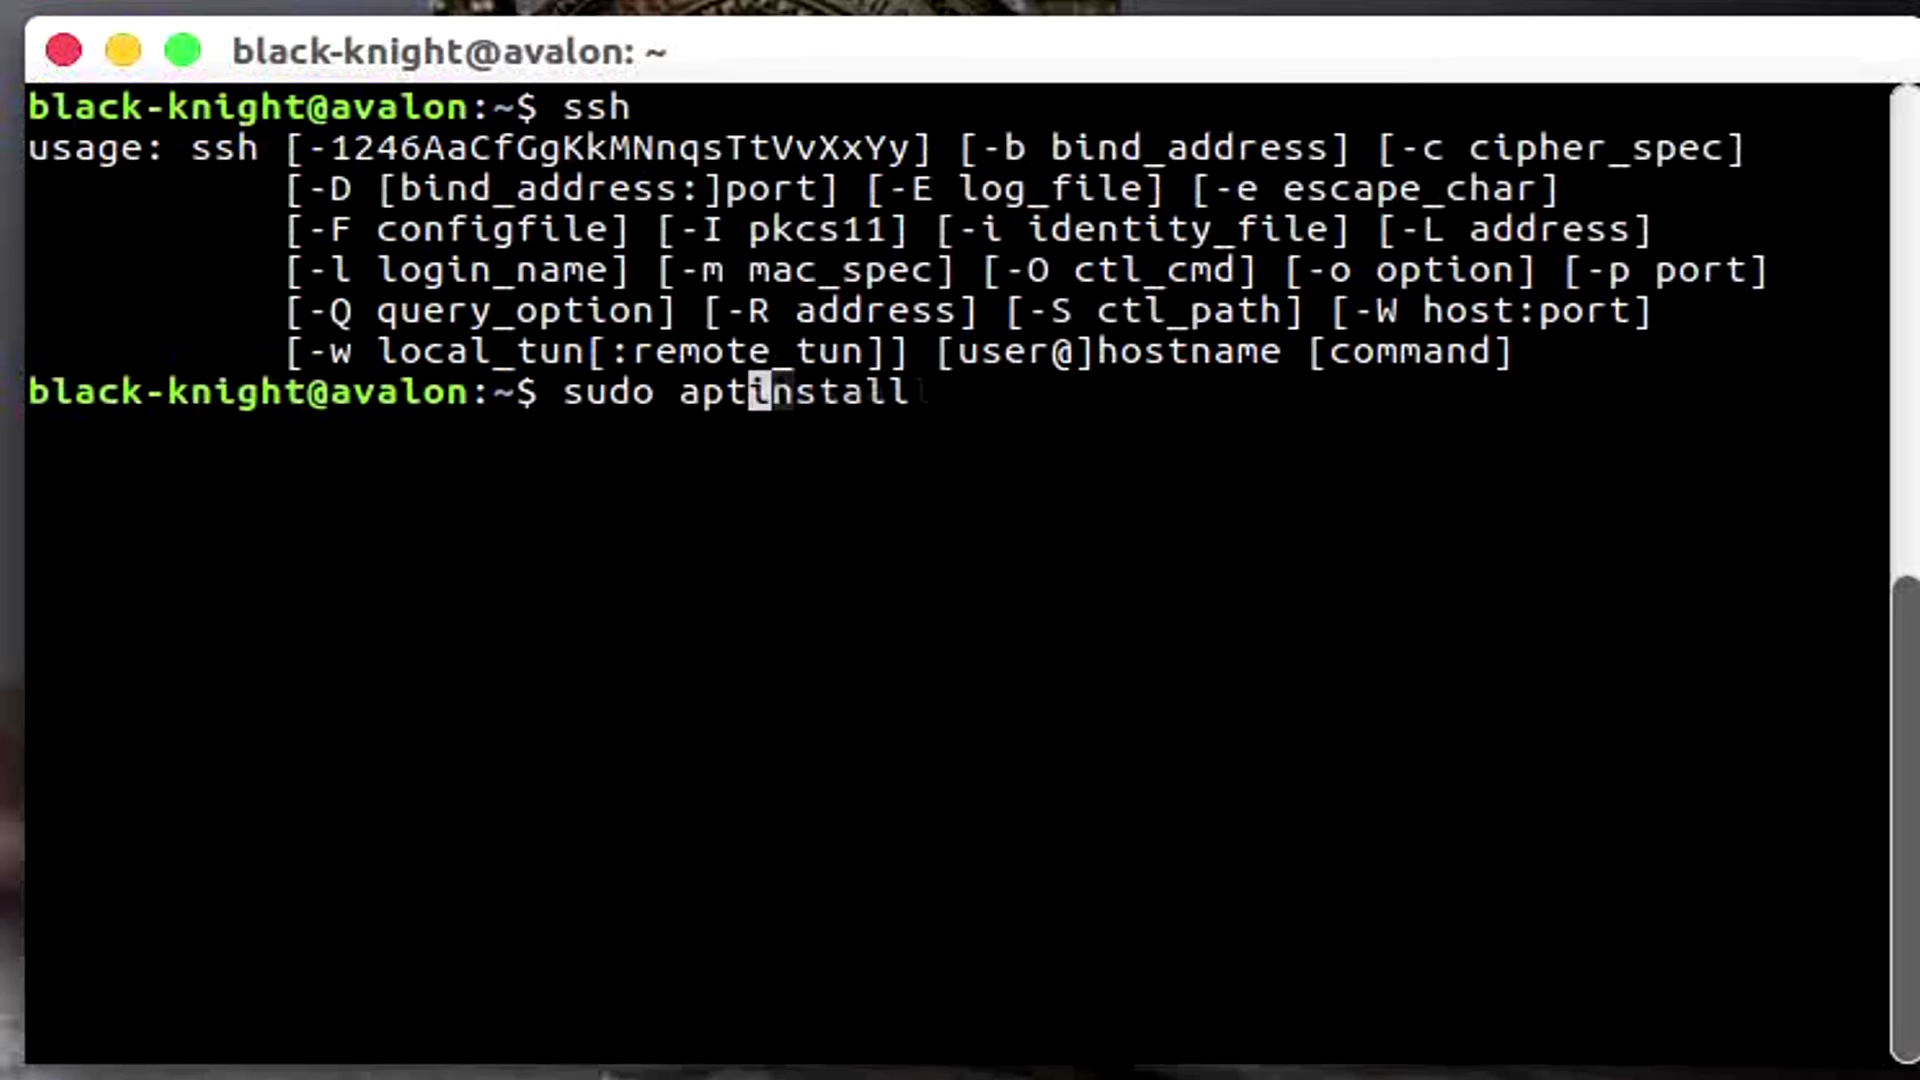 black-knight@avalon: ~
black-knight@avalon:~$ ssh
usage: ssh [-1246AaCfGgKkMNnqsTtVvXxYy] [-b bind_address] [-c cipher_spec]
[-D [bind_address:]port] [-E log_file] [-e escape_char]
[-F configfile] [-I pkcs11] [-i identity_file] [-L address]
[-l login_name] [-m mac_spec] [-O ctl_cmd] [-o option] [-p port]
[-Q query_option] [-R address] [-S ctl_path] [-W host:port]
[-w local_tun[:remote_tun]] [user@]hostname [command]
black-knight@avalon:~$ sudo aptinstall